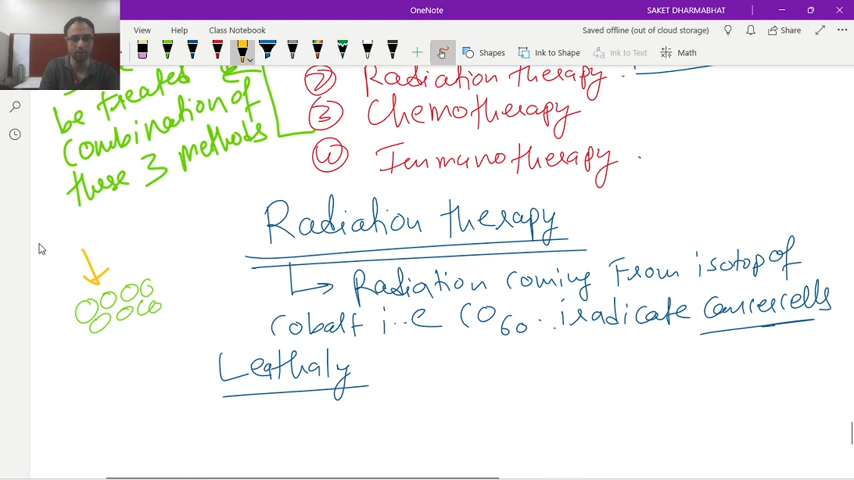 OneNote
SAKET DHARMABHAT
View Help Class Notebook
Saved offline (out of cloud storage)
Share
Shapes
Ink to Shape
Ink to Text
Math
be treates
Combination of
these 3 methods
② Radiation therapy.
③ Chemotherapy
④ Immunotherapy.
Radiation therapy
↳ Radiation coming From isotop of
cobalt i..e CO60.. iradicate cancercells
Leathaly